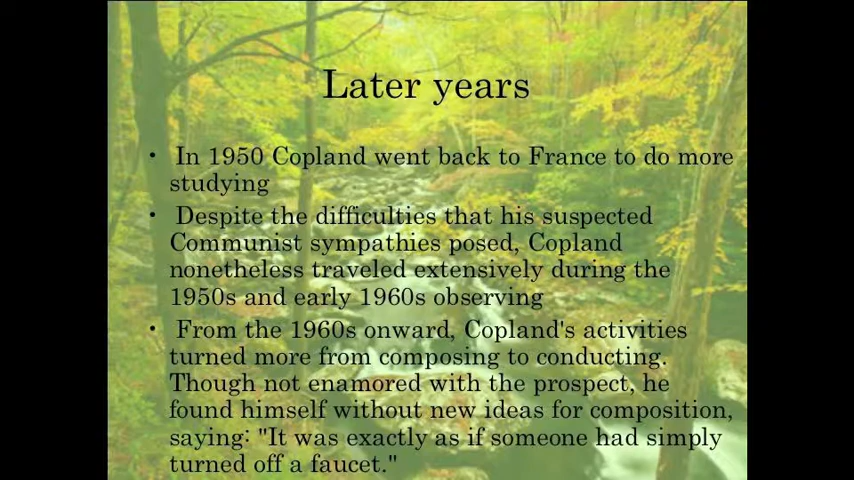 Later years
• In 1950 Copland went back to France to do more
studying
• Despite the difficulties that his suspected
Communist sympathies posed, Copland
nonetheless traveled extensively during the
1950s and early 1960s observing
• From the 1960s onward, Copland's activities
turned more from composing to conducting.
Though not enamored with the prospect, he
found himself without new ideas for composition,
saying: "It was exactly as if someone had simply
turned off a faucet."